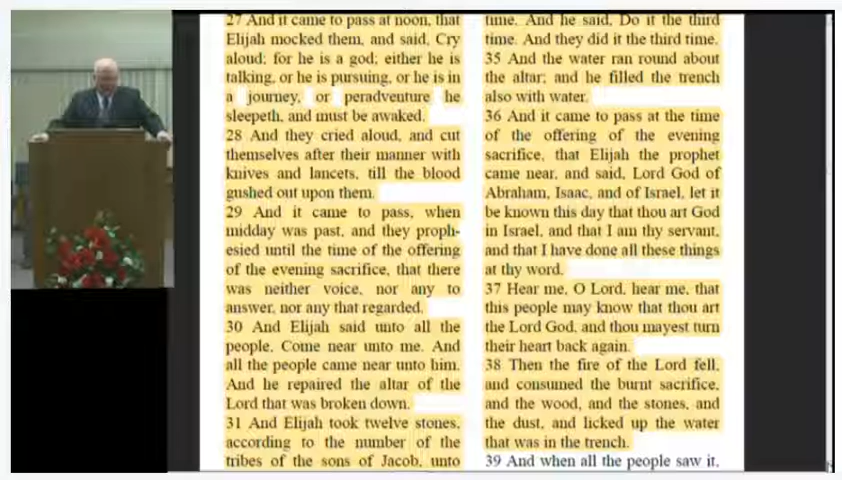 27 And it came to pass at noon, that
Elijah mocked them, and said, Cry
aloud: for he is a god; either he is
talking, or he is pursuing, or he is in
a journey, or peradventure he
sleepeth, and must be awaked.
28 And they cried aloud, and cut
themselves after their manner with
knives and lancets, till the blood
gushed out upon them.
29 And it came to pass, when
midday was past, and they proph-
esied until the time of the offering
of the evening sacrifice, that there
was neither voice, nor any to
answer, nor any that regarded.
30 And Elijah said unto all the
people, Come near unto me. And
all the people came near unto him.
And he repaired the altar of the
Lord that was broken down.
31 And Elijah took twelve stones,
according to the number of the
tribes of the sons of Jacob, unto
time. And he said, Do it the third
time. And they did it the third time.
35 And the water ran round about
the altar; and he filled the trench
also with water.
36 And it came to pass at the time
of the offering of the evening
sacrifice, that Elijah the prophet
came near, and said, Lord God of
Abraham, Isaac, and of Israel, let it
be known this day that thou art God
in Israel, and that I am thy servant,
and that I have done all these things
at thy word.
37 Hear me, O Lord, hear me, that
this people may know that thou art
the Lord God, and thou mayest turn
their heart back again.
38 Then the fire of the Lord fell,
and consumed the burnt sacrifice,
and the wood, and the stones, and
the dust, and licked up the water
that was in the trench.
39 And when all the people saw it,